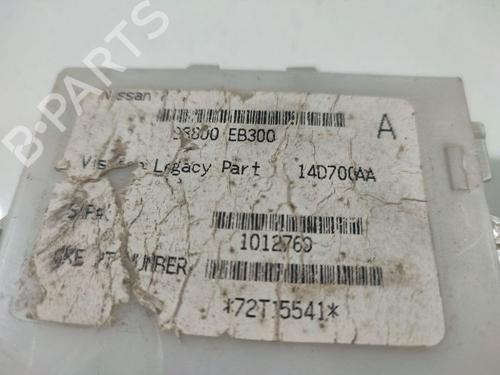 Nissan
98800 EB300
A
Legacy Part 14D700AA
1012769
NUMBER
*72T15541*
B-PARTS